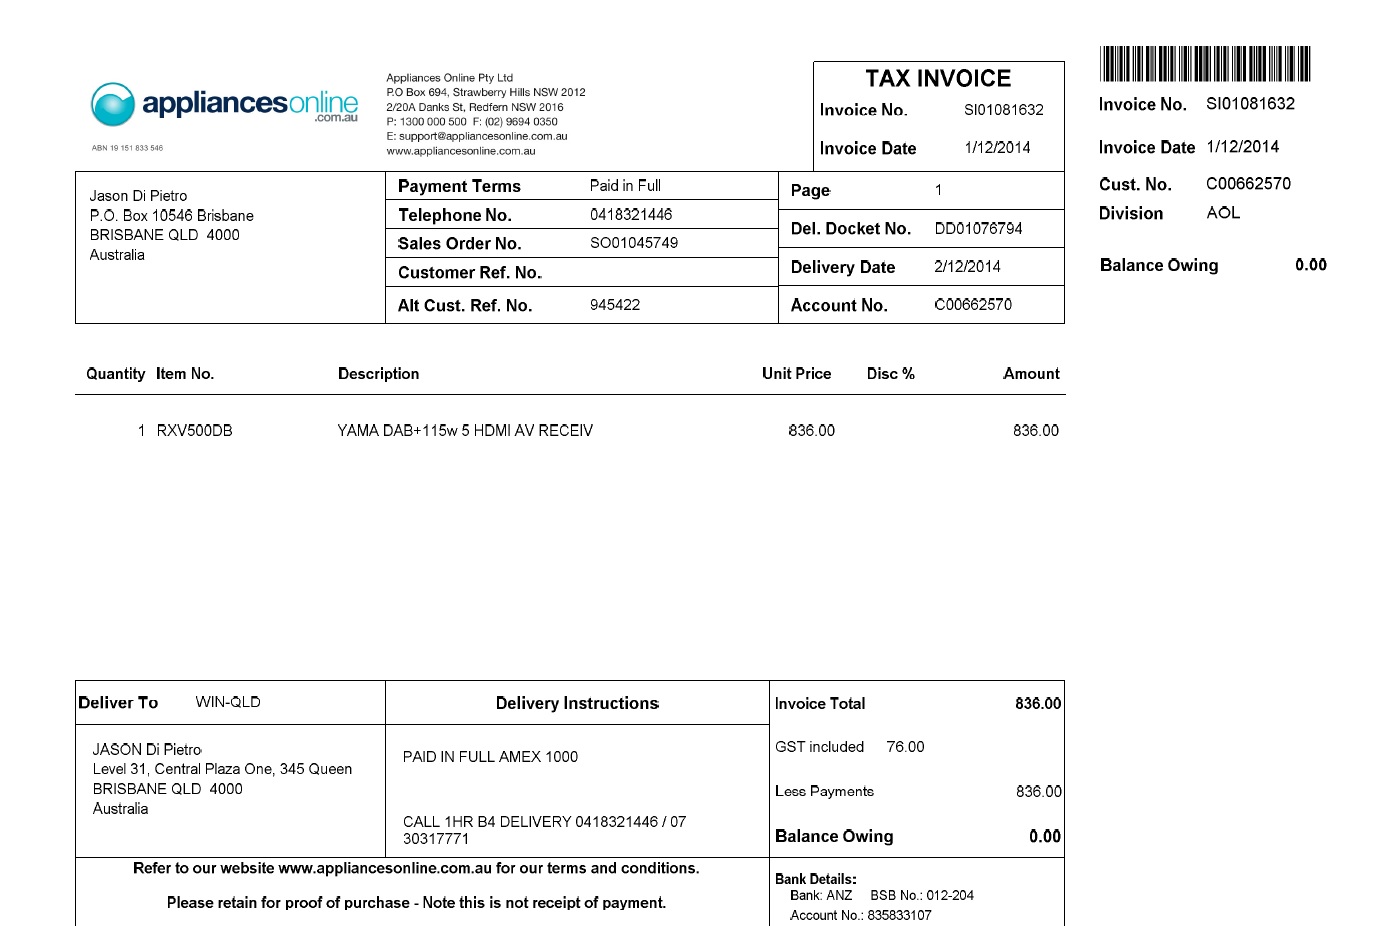 appliancesonline
.com.au
ABN 19 151 833 546
Appliances Online Pty Ltd
P.O Box 694, Strawberry Hills NSW 2012
2/20A Danks St, Redfern NSW 2016
P: 1300 000 500  F: (02) 9694 0350
E: support@appliancesonline.com.au
www.appliancesonline.com.au
TAX INVOICE
Invoice No. SI01081632
Invoice Date 1/12/2014
Invoice No. SI01081632
Invoice Date 1/12/2014
Cust. No. C00662570
Division AOL
Balance Owing 0.00
Jason Di Pietro
P.O. Box 10546 Brisbane
BRISBANE QLD  4000
Australia
Payment Terms Paid in Full
Telephone No. 0418321446
Sales Order No. SO01045749
Customer Ref. No.
Alt Cust. Ref. No. 945422
Page 1
Del. Docket No. DD01076794
Delivery Date 2/12/2014
Account No. C00662570
Quantity Item No. Description Unit Price Disc % Amount
1 RXV500DB YAMA DAB+115w 5 HDMI AV RECEIV 836.00 836.00
Deliver To WIN-QLD
JASON Di Pietro
Level 31, Central Plaza One, 345 Queen
BRISBANE QLD  4000
Australia
Delivery Instructions
PAID IN FULL AMEX 1000
CALL 1HR B4 DELIVERY 0418321446 / 07
30317771
Invoice Total 836.00
GST included 76.00
Less Payments 836.00
Balance Owing 0.00
Refer to our website www.appliancesonline.com.au for our terms and conditions.
Please retain for proof of purchase - Note this is not receipt of payment.
Bank Details:
Bank: ANZ BSB No.: 012-204
Account No.: 835833107